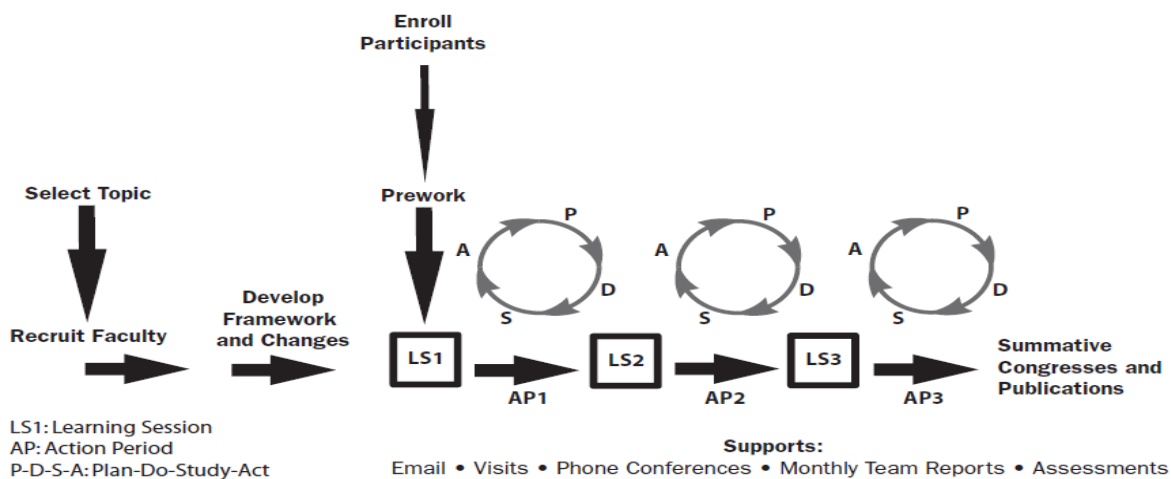 Enroll
Participants
Select Topic
Prework
P
A
D
S
P
A
D
S
P
A
D
S
Recruit Faculty
Develop
Framework
and Changes
LS1
LS2
LS3
AP1
AP2
AP3
Summative
Congresses and
Publications
LS1: Learning Session
AP: Action Period
P-D-S-A: Plan-Do-Study-Act
Supports:
Email • Visits • Phone Conferences • Monthly Team Reports • Assessments